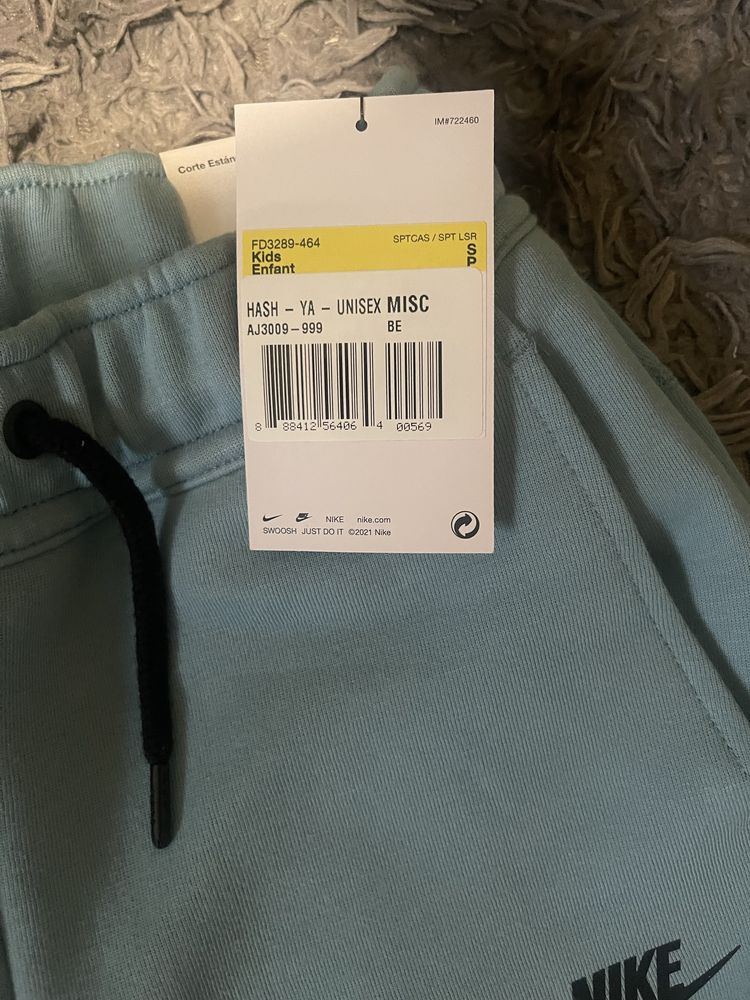 IM#722460
Corte Están
FD3289-464
SPTCAS / SPT LSR
Kids
S
Enfant
P
HASH - YA - UNISEX MISC
AJ3009-999 BE
8 88412 56406 4 00569
NIKE nike.com
SWOOSH JUST DO IT ©2021 Nike
NIKE